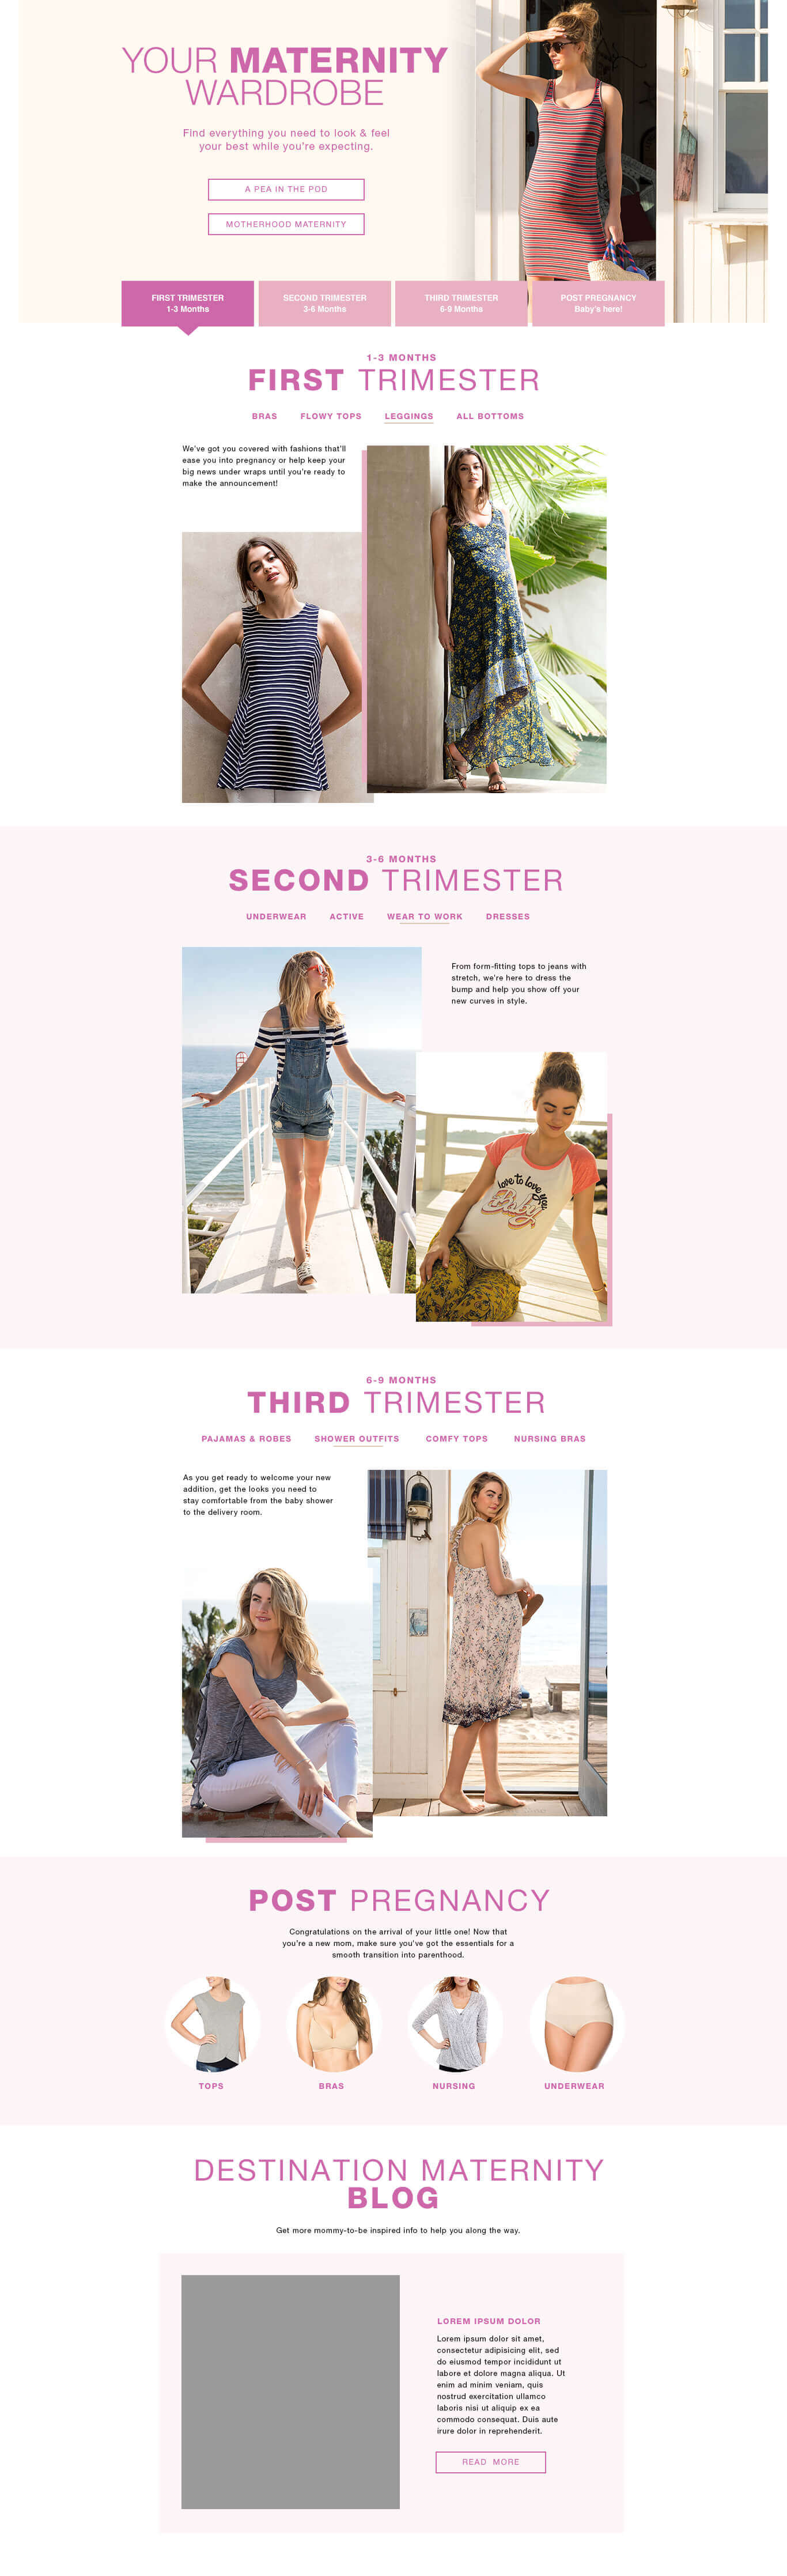 YOUR MATERNITY
WARDROBE
Find everything you need to look & feel
your best while you're expecting.
A PEA IN THE POD
MOTHERHOOD MATERNITY
FIRST TRIMESTER
1-3 Months
SECOND TRIMESTER
3-6 Months
THIRD TRIMESTER
6-9 Months
POST PREGNANCY
Baby's here!
1-3 MONTHS
FIRST TRIMESTER
BRAS FLOWY TOPS LEGGINGS ALL BOTTOMS
We've got you covered with fashions that'll
ease you into pregnancy or help keep your
big news under wraps until you're ready to
make the announcement!
3-6 MONTHS
SECOND TRIMESTER
UNDERWEAR ACTIVE WEAR TO WORK DRESSES
From form-fitting tops to jeans with
stretch, we're here to dress the
bump and help you show off your
new curves in style.
love to love you
Baby
6-9 MONTHS
THIRD TRIMESTER
PAJAMAS & ROBES SHOWER OUTFITS COMFY TOPS NURSING BRAS
As you get ready to welcome your new
addition, get the looks you need to
stay comfortable from the baby shower
to the delivery room.
POST PREGNANCY
Congratulations on the arrival of your little one! Now that
you're a new mom, make sure you've got the essentials for a
smooth transition into parenthood.
TOPS BRAS NURSING UNDERWEAR
DESTINATION MATERNITY
BLOG
Get more mommy-to-be inspired info to help you along the way.
LOREM IPSUM DOLOR
Lorem ipsum dolor sit amet,
consectetur adipisicing elit, sed
do eiusmod tempor incididunt ut
labore et dolore magna aliqua. Ut
enim ad minim veniam, quis
nostrud exercitation ullamco
laboris nisi ut aliquip ex ea
commodo consequat. Duis aute
irure dolor in reprehenderit.
READ MORE